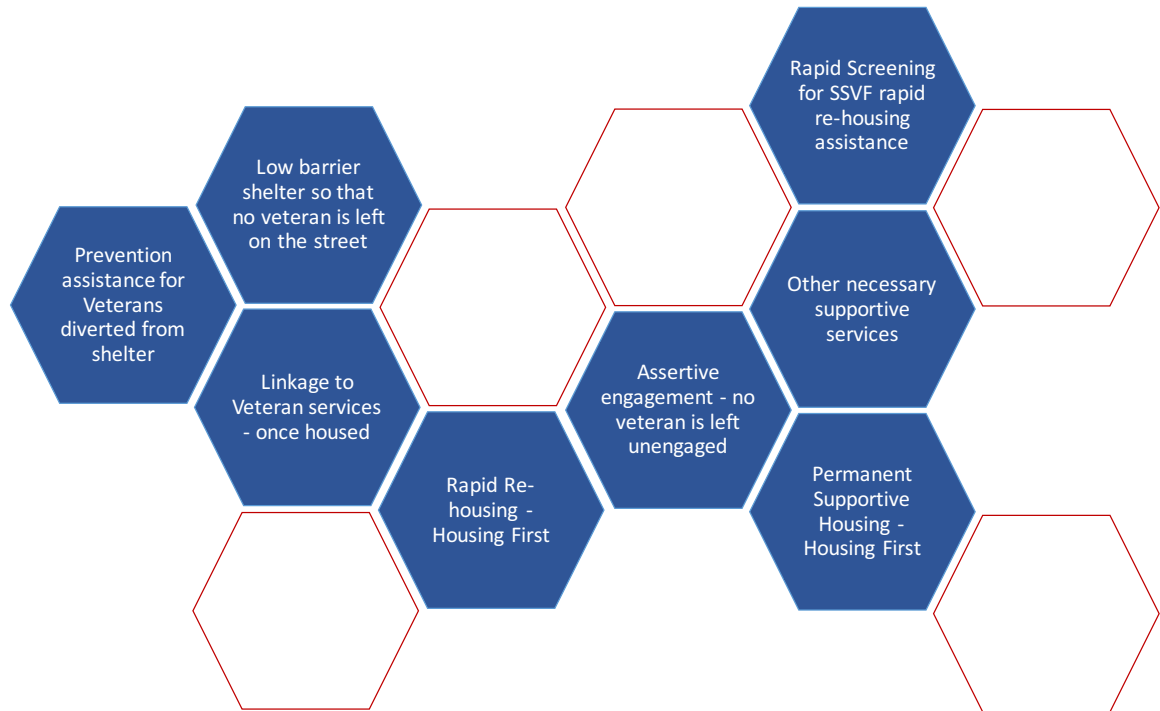 Prevention
assistance for
Veterans
diverted from
shelter
Low barrier
shelter so that
no veteran is left
on the street
Linkage to
Veteran services
- once housed
Rapid Re-
housing -
Housing First
Assertive
engagement - no
veteran is left
unengaged
Rapid Screening
for SSVF rapid
re-housing
assistance
Other necessary
supportive
services
Permanent
Supportive
Housing -
Housing First